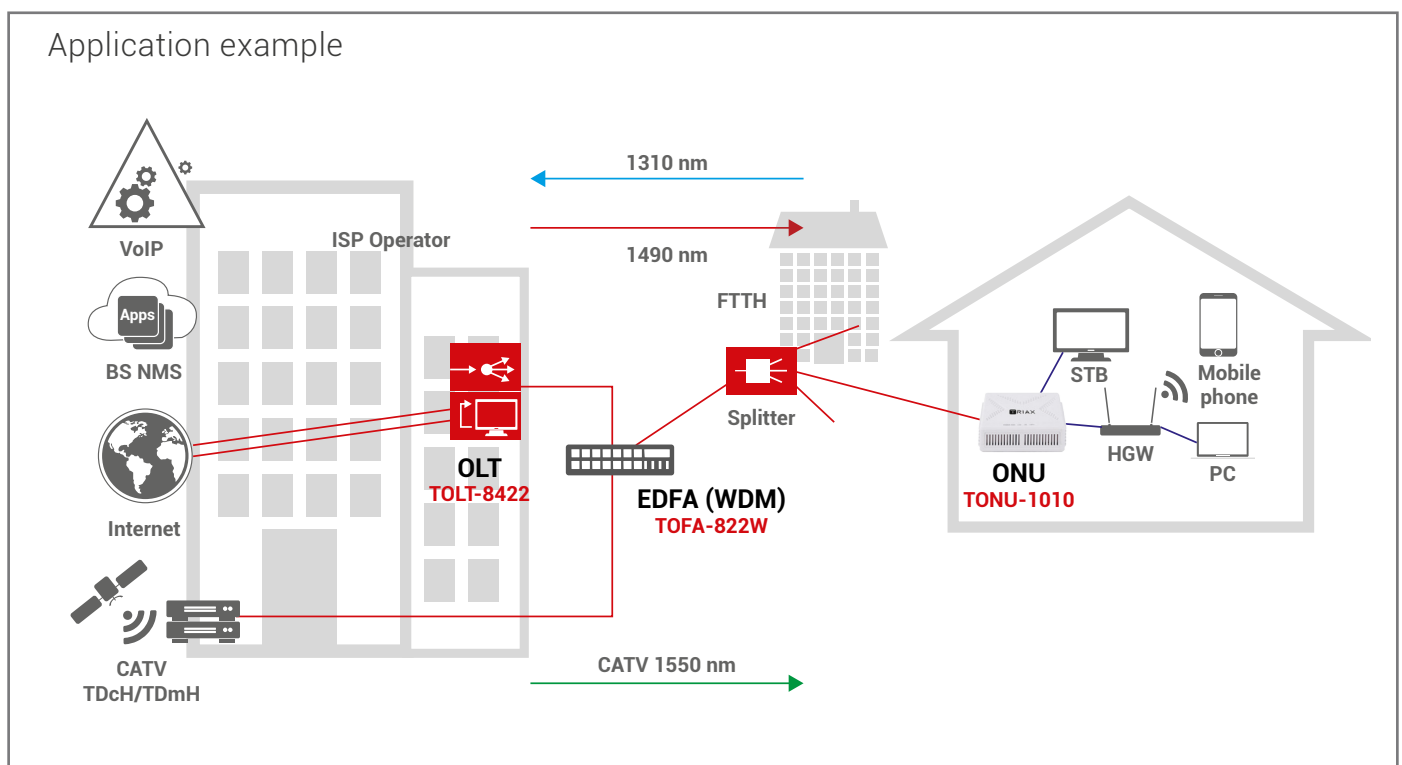 Application example
1310 nm
ISP Operator
VoIP
1490 nm
FTTH
Apps
BS NMS
STB
Mobile
phone
Splitter
TRIAX
HGW
PC
OLT
TOLT-8422
ONU
TONU-1010
EDFA (WDM)
TOFA-822W
Internet
CATV
TDcH/TDmH
CATV 1550 nm